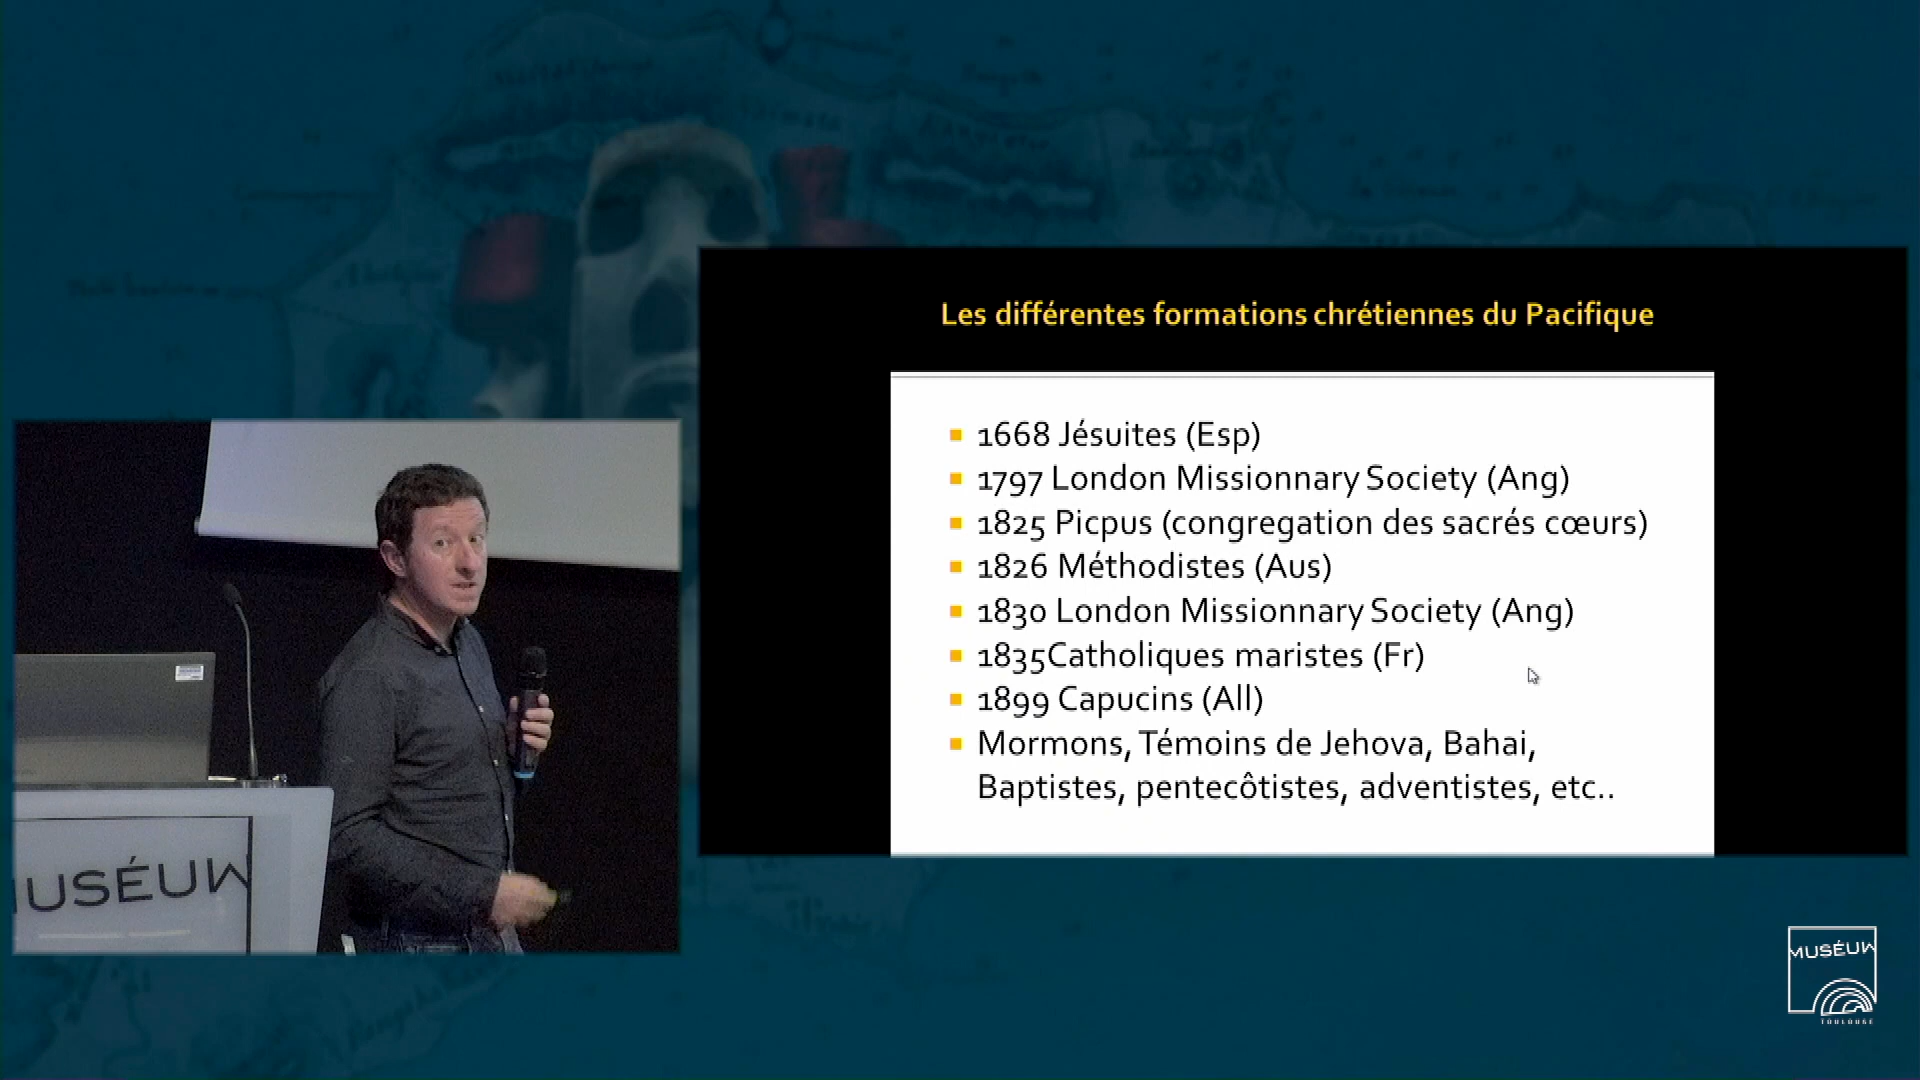 Les différentes formations chrétiennes du Pacifique
1668 Jésuites (Esp)
1797 London Missionnary Society (Ang)
1825 Picpus (congregation des sacrés cœurs)
1826 Méthodistes (Aus)
1830 London Missionnary Society (Ang)
1835Catholiques maristes (Fr)
1899 Capucins (All)
Mormons, Témoins de Jehova, Bahai,
Baptistes, pentecôtistes, adventistes, etc..
MUSÉUM
MUSÉUM
TOULOUSE